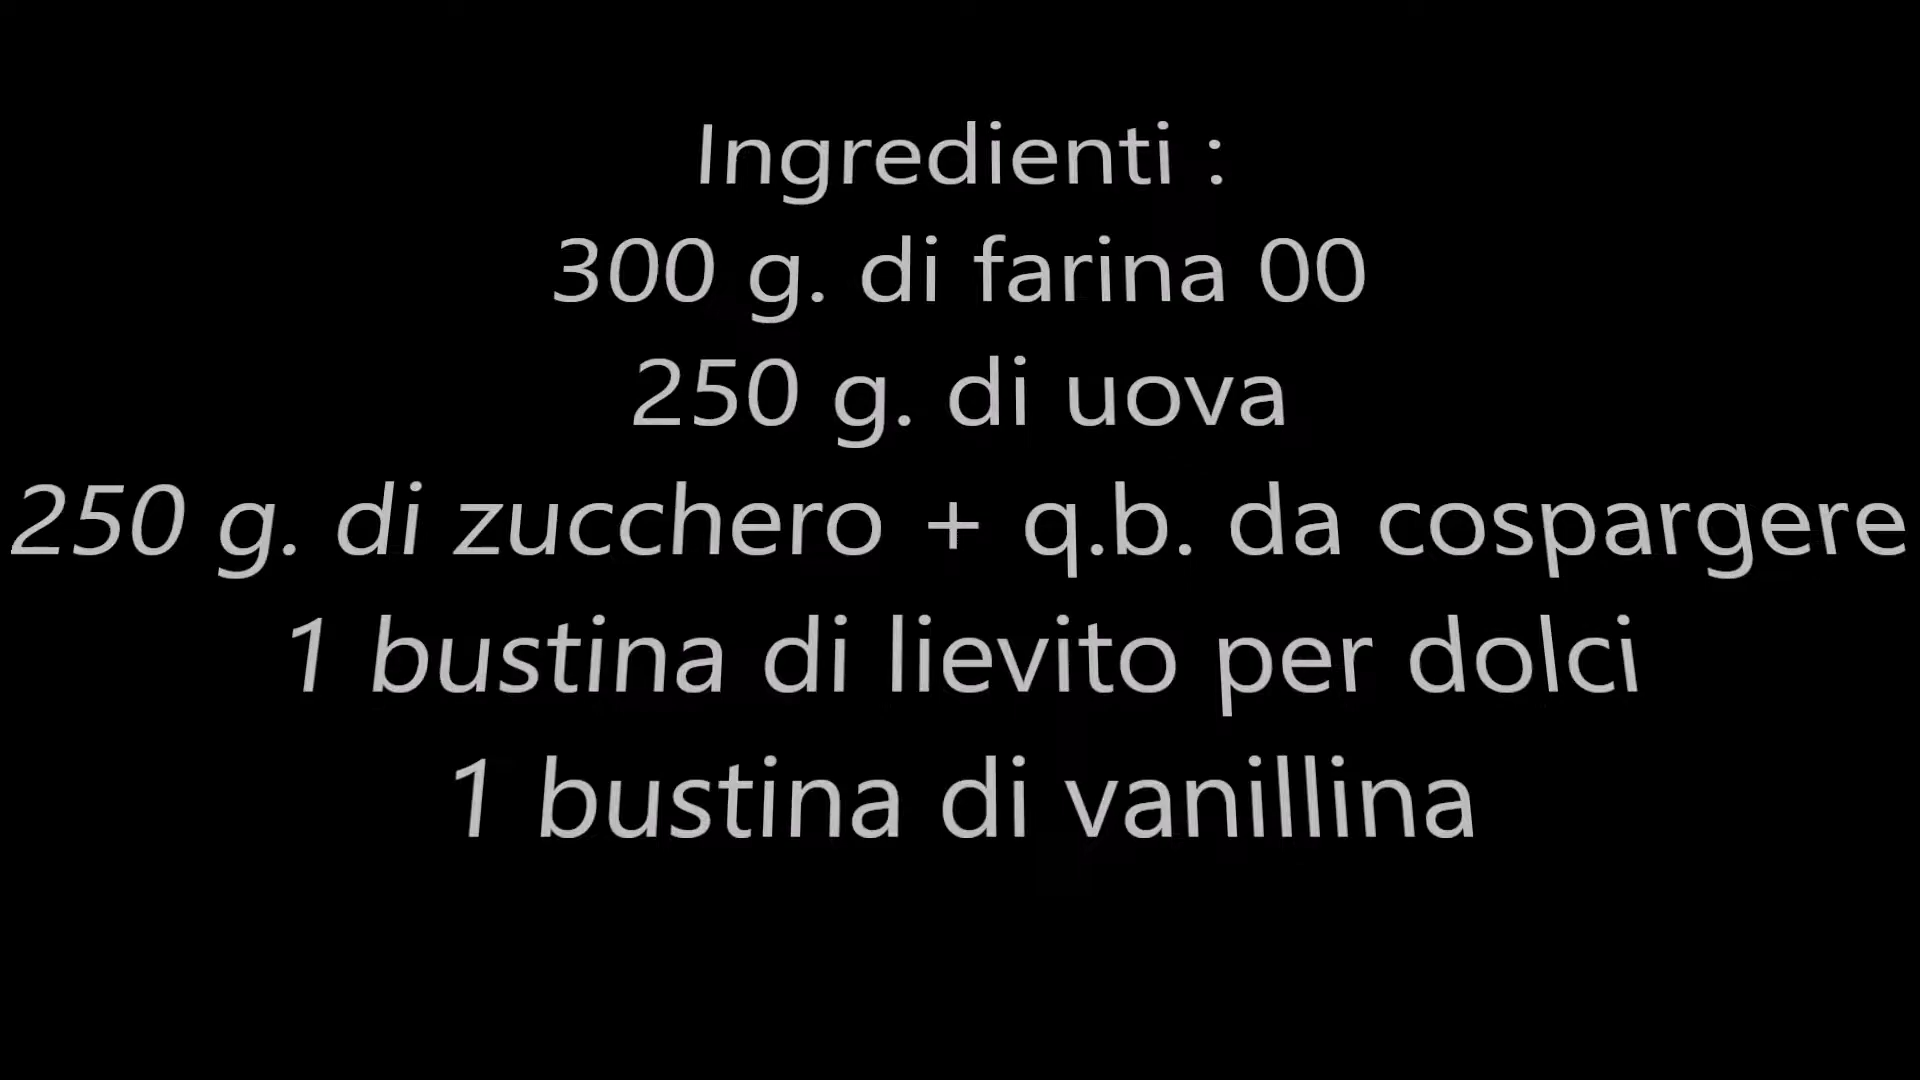 Ingredienti :
300 g. di farina 00
250 g. di uova
250 g. di zucchero + q.b. da cospargere
1 bustina di lievito per dolci
1 bustina di vanillina